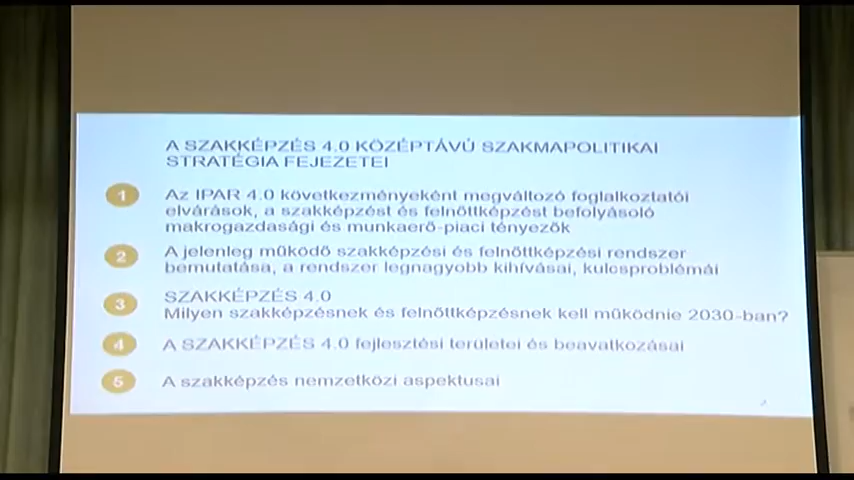 A SZAKKÉPZÉS 4.0 KÖZÉPTÁVÚ SZAKMAPOLITIKAI
STRATÉGIA FEJEZETEI
1 Az IPAR 4.0 következményeként megváltozó foglalkoztatói
elvárások, a szakképzést és felnőttképzést befolyásoló
makrogazdasági és munkaerő-piaci tényezők
2 A jelenleg működő szakképzési és felnőttképzési rendszer
bemutatása, a rendszer legnagyobb kihívásai, kulcsproblémái
3 SZAKKÉPZÉS 4.0
Milyen szakképzésnek és felnőttképzésnek kell működnie 2030-ban?
4 A SZAKKÉPZÉS 4.0 fejlesztési területei és beavatkozásai
5 A szakképzés nemzetközi aspektusai